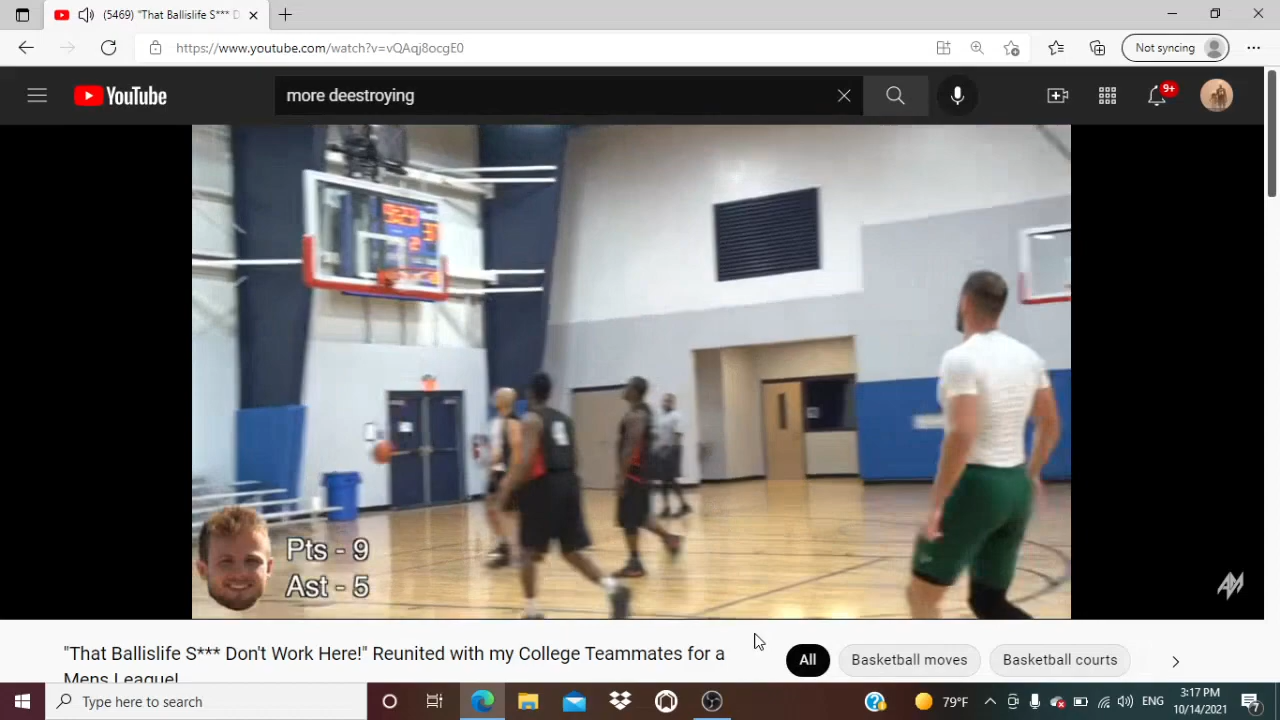 (5469) "That Ballislife S*** D
https://www.youtube.com/watch?v=vQAqj8ocgE0
Not syncing
YouTube
more deestroying
9+
Pts - 9
Ast - 5
"That Ballislife S*** Don't Work Here!" Reunited with my College Teammates for a
Mens League!
All
Basketball moves
Basketball courts
Type here to search
79°F
ENG
3:17 PM
10/14/2021
7